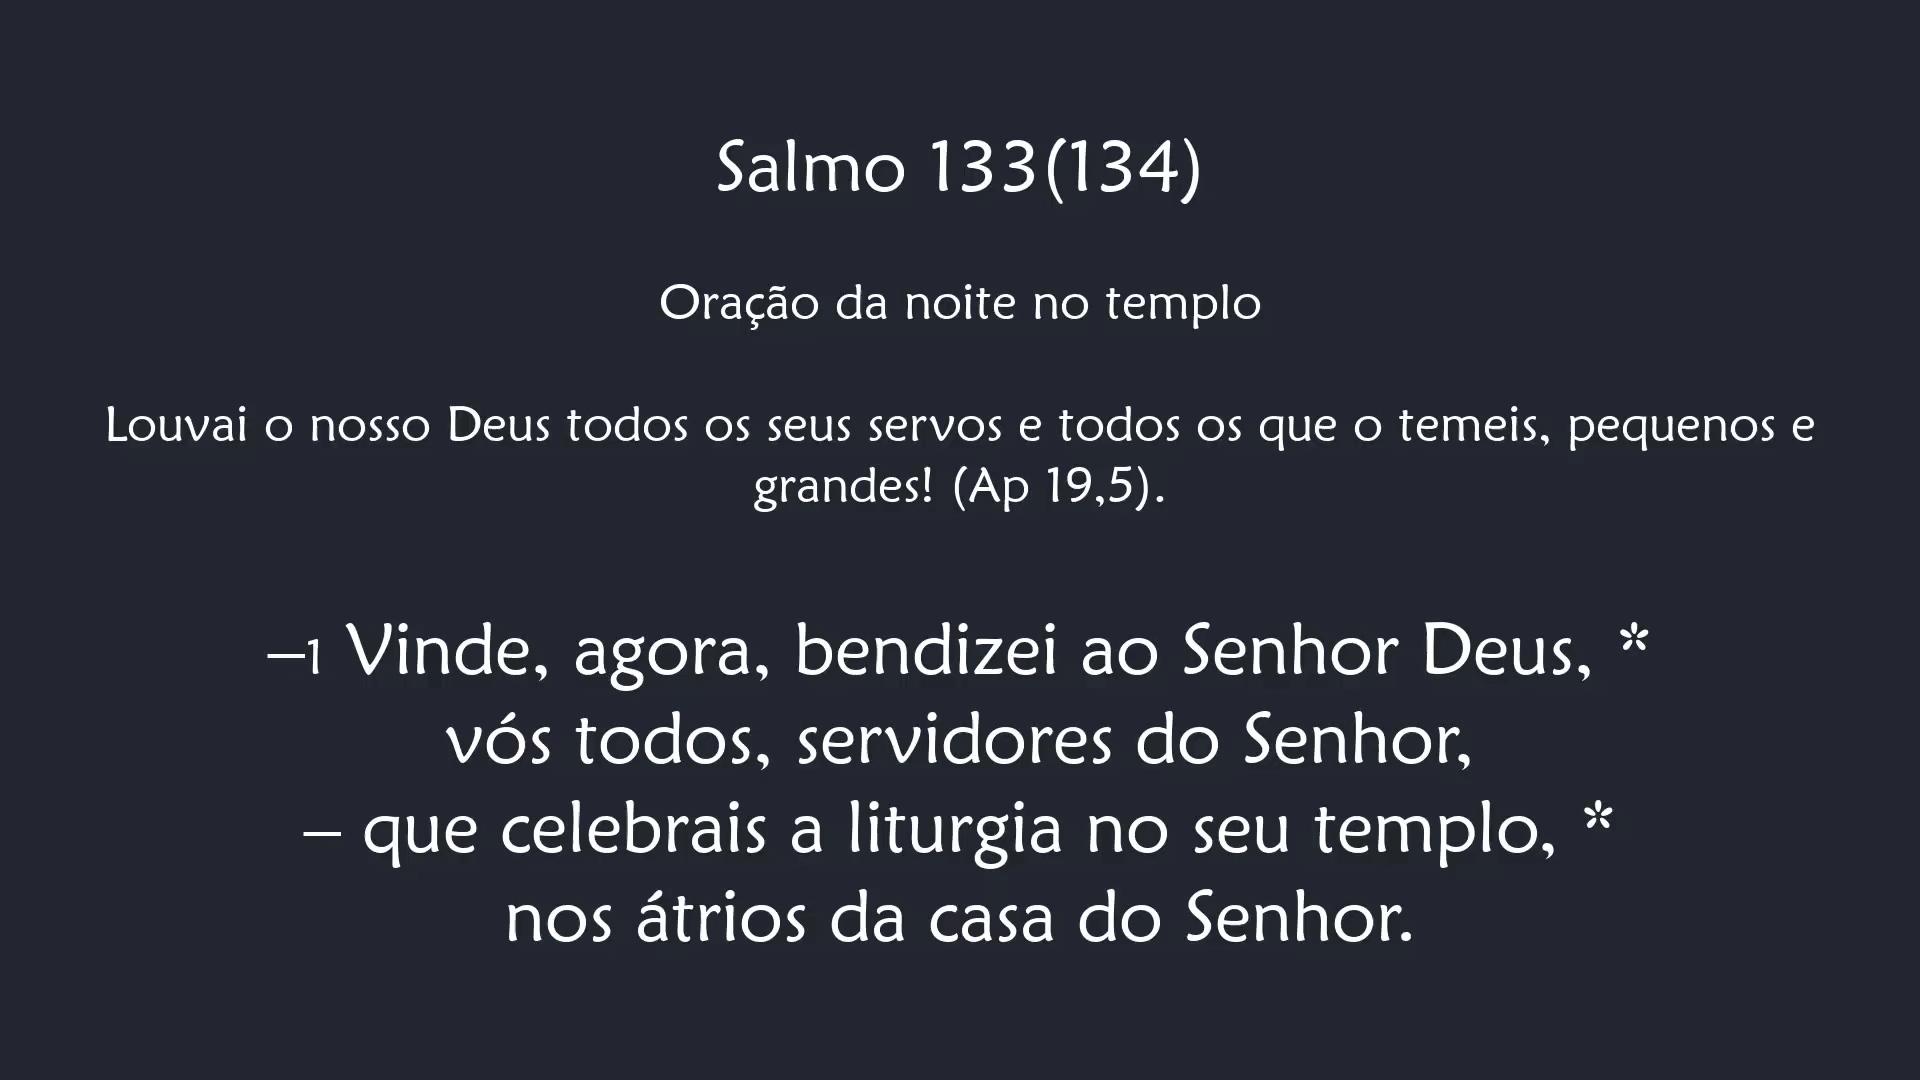 Salmo 133(134)
Oração da noite no templo
Louvai o nosso Deus todos os seus servos e todos os que o temeis, pequenos e
grandes! (Ap 19,5).
–1 Vinde, agora, bendizei ao Senhor Deus, *
vós todos, servidores do Senhor,
– que celebrais a liturgia no seu templo, *
nos átrios da casa do Senhor.